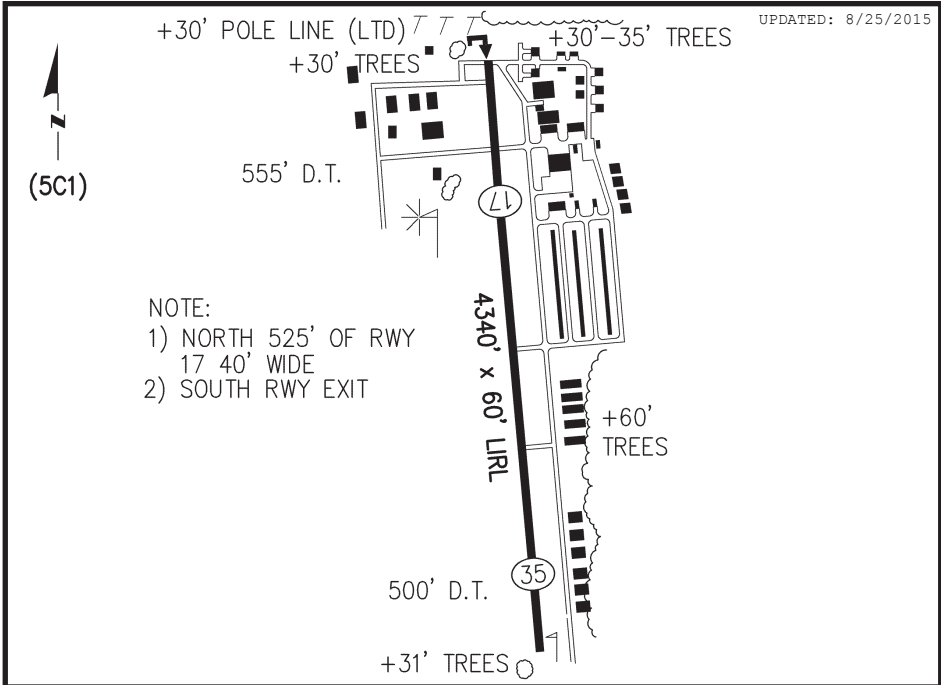 UPDATED: 8/25/2015
+30' POLE LINE (LTD)
+30'-35' TREES
+30' TREES
N
(5C1)
555' D.T.
17
NOTE:
1) NORTH 525' OF RWY
17 40' WIDE
2) SOUTH RWY EXIT
4340' x 60' LIRL
+60'
TREES
35
500' D.T.
+31' TREES